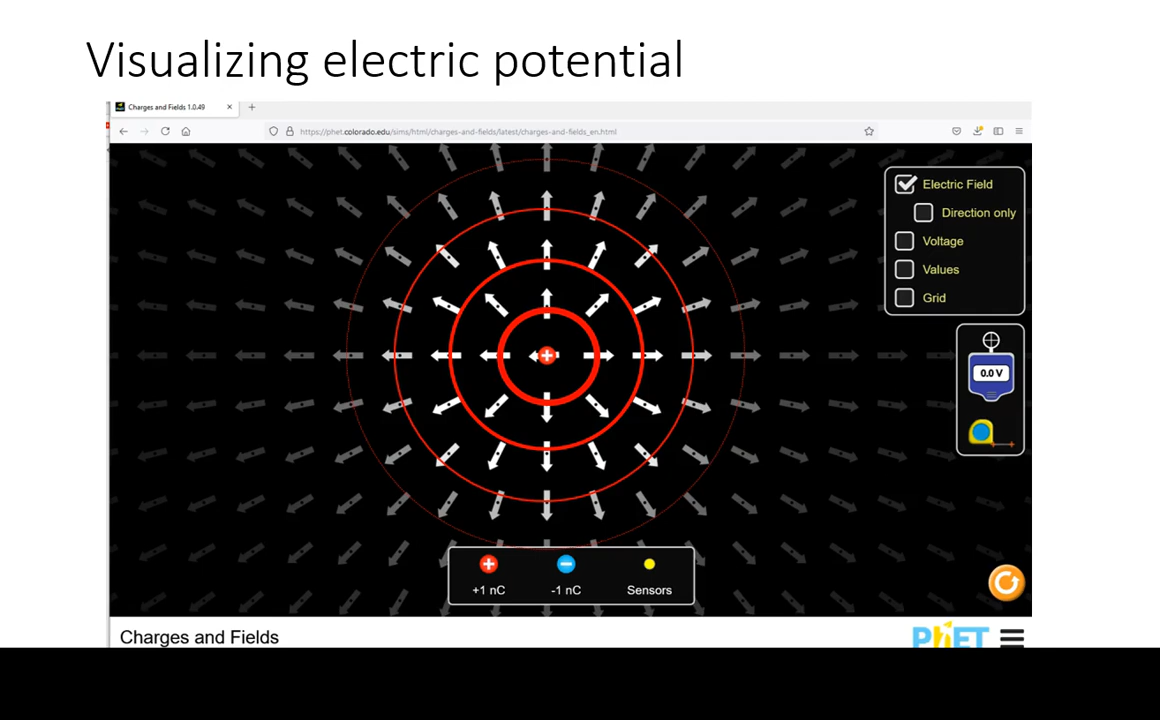 Visualizing electric potential
Charges and Fields 1.0.49
https://phet.colorado.edu/sims/html/charges-and-fields/latest/charges-and-fields_en.html
Electric Field
Direction only
Voltage
Values
Grid
0.0 V
+1 nC
-1 nC
Sensors
Charges and Fields
PhET